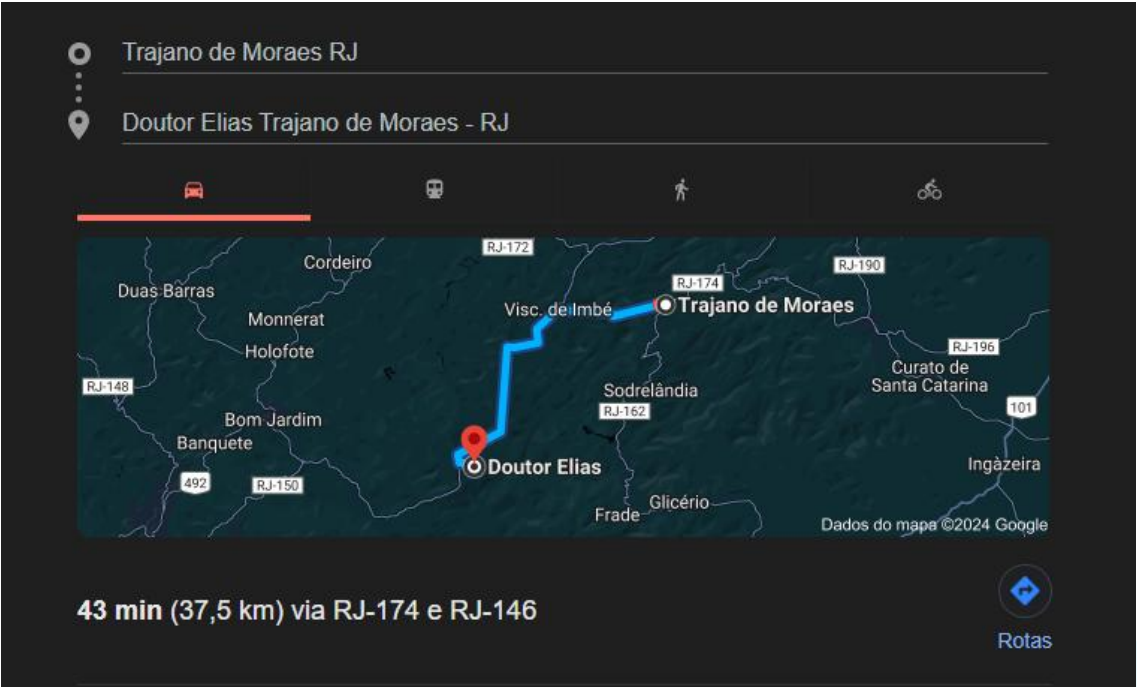 Trajano de Moraes RJ
Doutor Elias Trajano de Moraes - RJ
RJ-172
Cordeiro
RJ-190
RJ-174
Duas Barras
Visc. de Imbé
Trajano de Moraes
Monnerat
RJ-196
Holofote
Curato de
Santa Catarina
RJ-148
Sodrelândia
RJ-162
101
Bom Jardim
Banquete
Doutor Elias
Ingàzeira
492
RJ-150
Glicério
Frade
Dados do mapa ©2024 Google
43 min (37,5 km) via RJ-174 e RJ-146
Rotas